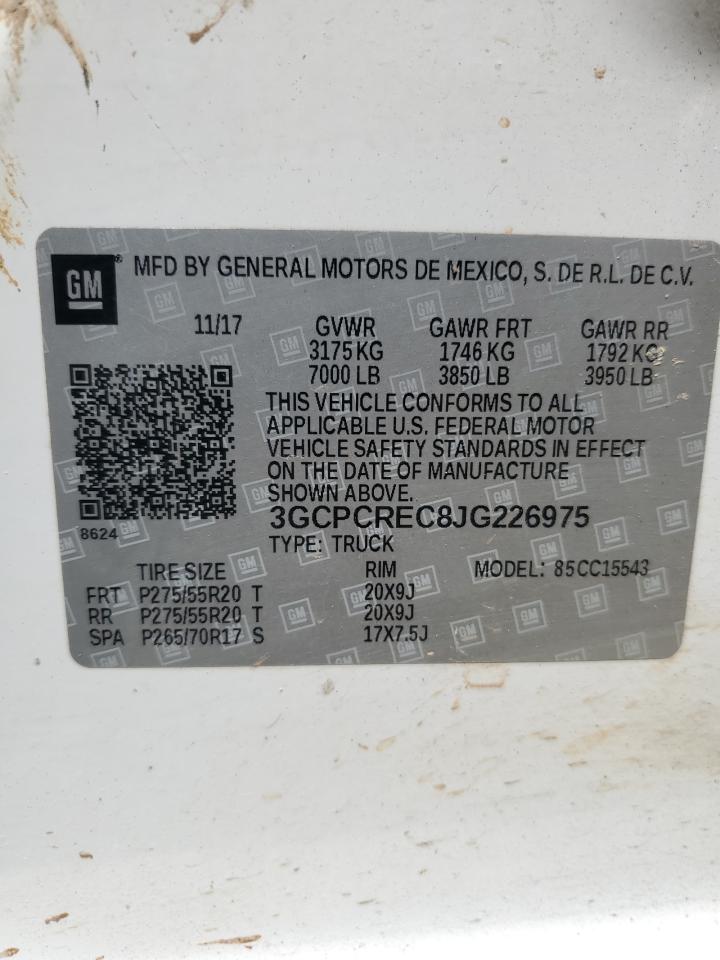 GM
MFD BY GENERAL MOTORS DE MEXICO, S. DE R.L. DE C.V.
11/17 GVWR GAWR FRT GAWR RR
3175 KG 1746 KG 1792 KG
7000 LB 3850 LB 3950 LB
THIS VEHICLE CONFORMS TO ALL
APPLICABLE U.S. FEDERAL MOTOR
VEHICLE SAFETY STANDARDS IN EFFECT
ON THE DATE OF MANUFACTURE
SHOWN ABOVE.
3GCPCREC8JG226975
8624
TYPE: TRUCK
TIRE SIZE RIM MODEL: 85CC15543
FRT P275/55R20 T 20X9J
RR P275/55R20 T 20X9J
SPA P265/70R17 S 17X7.5J